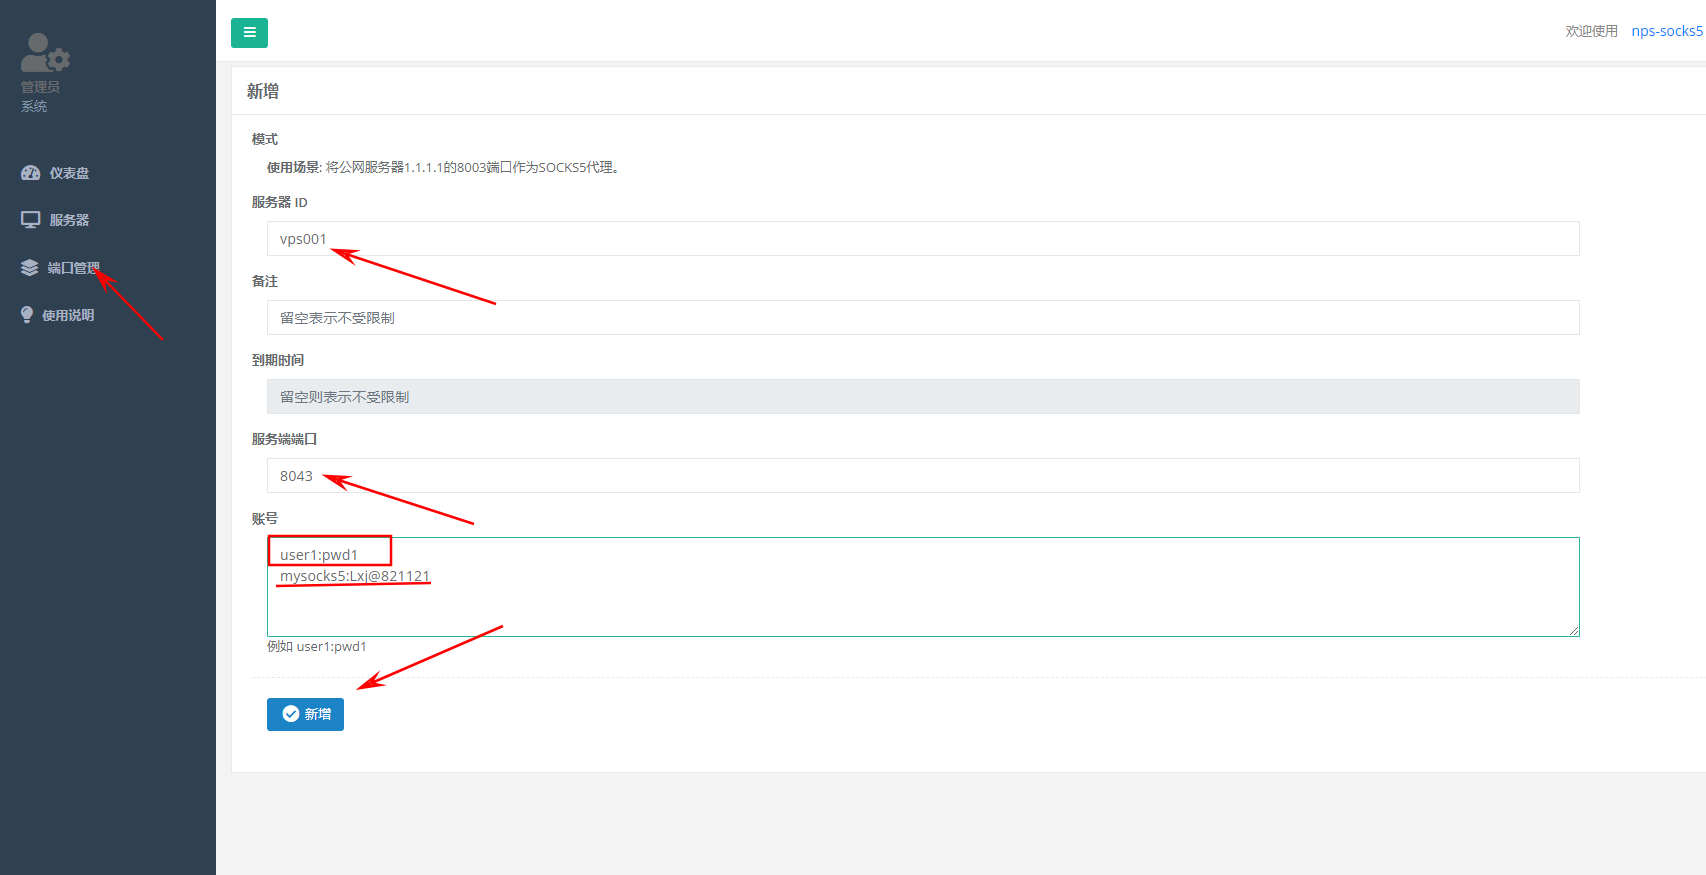 欢迎使用 nps-socks5
管理员
系统
仪表盘
服务器
端口管理
使用说明
新增
模式
使用场景: 将公网服务器1.1.1.1的8003端口作为SOCKS5代理。
服务器 ID
vps001
备注
留空表示不受限制
到期时间
留空则表示不受限制
服务端端口
8043
账号
user1:pwd1
mysocks5:Lxj@821121
例如 user1:pwd1
新增